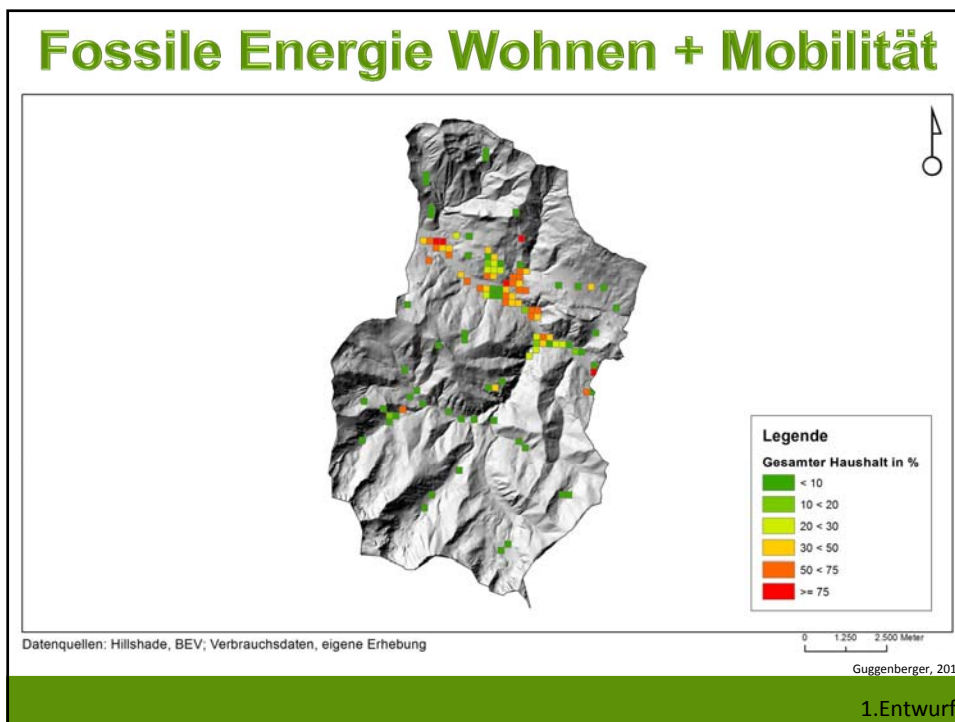 Fossile Energie Wohnen + Mobilität
Legende
Gesamter Haushalt in %
< 10
10 < 20
20 < 30
30 < 50
50 < 75
>= 75
Datenquellen: Hillshade, BEV; Verbrauchsdaten, eigene Erhebung
0 1.250 2.500 Meter
Guggenberger, 201
1.Entwurf